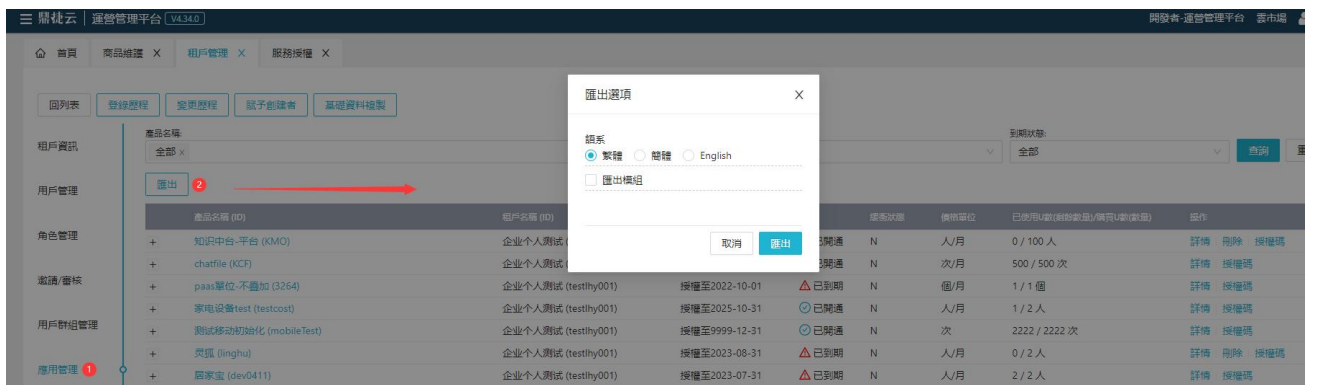 鼎捷云 運營管理平台 V4.34.0 開發者-運營管理平台 雲市場
首頁 商品維護 X 租戶管理 X 服務授權 X
匯出選項 X
回列表 登錄歷程 變更歷程 賦予創建者 基礎資料複製
租戶資訊
用戶管理
角色管理
邀請/審核
用戶群組管理
應用管理 1
產品名稱: 到期狀態:
全部 x 全部 查詢
語系
繁體 簡體 English
匯出模組
取消 匯出
匯出 2
產品名稱 (ID) 租戶名稱 (ID) 價格單位 已使用U數(剩餘數量)/購買U數(數量) 操作
+ 知识中台-平台 (KMO) 企业个人测试 ( 已開通 N 人/月 0 / 100 人 詳情 刪除 授權碼
+ chatfile (KCF) 企业个人测试 ( 已開通 N 次/月 500 / 500 次 詳情 授權碼
+ paas單位-不疊加 (3264) 企业个人测试 (testlhy001) 授權至2022-10-01 已到期 N 個/月 1 / 1 個 詳情 授權碼
+ 家电设备test (testcost) 企业个人测试 (testlhy001) 授權至2025-10-31 已開通 N 人/月 1 / 2 人 詳情 授權碼
+ 测试移动初始化 (mobileTest) 企业个人测试 (testlhy001) 授權至9999-12-31 已開通 N 次 2222 / 2222 次 詳情 授權碼
+ 灵狐 (linghu) 企业个人测试 (testlhy001) 授權至2023-08-31 已到期 N 人/月 0 / 2 人 詳情 刪除 授權碼
+ 居家宝 (dev0411) 企业个人测试 (testlhy001) 授權至2023-07-31 已到期 N 人/月 2 / 2 人 詳情 授權碼